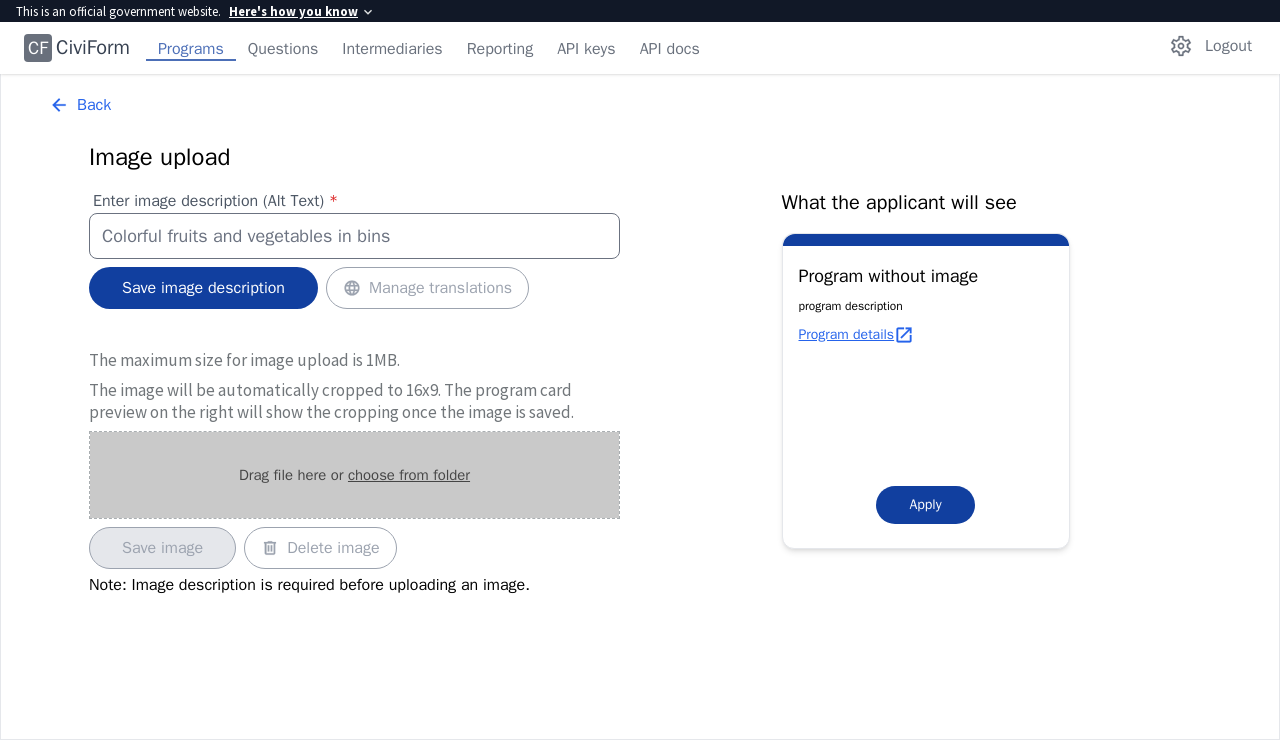 This is an official government website. Here's how you know
CF CiviForm Programs Questions Intermediaries Reporting API keys API docs Logout
Back
Image upload
Enter image description (Alt Text) *
Colorful fruits and vegetables in bins
Save image description Manage translations
The maximum size for image upload is 1MB.
The image will be automatically cropped to 16x9. The program card
preview on the right will show the cropping once the image is saved.
Drag file here or choose from folder
Save image Delete image
Note: Image description is required before uploading an image.
What the applicant will see
Program without image
program description
Program details
Apply